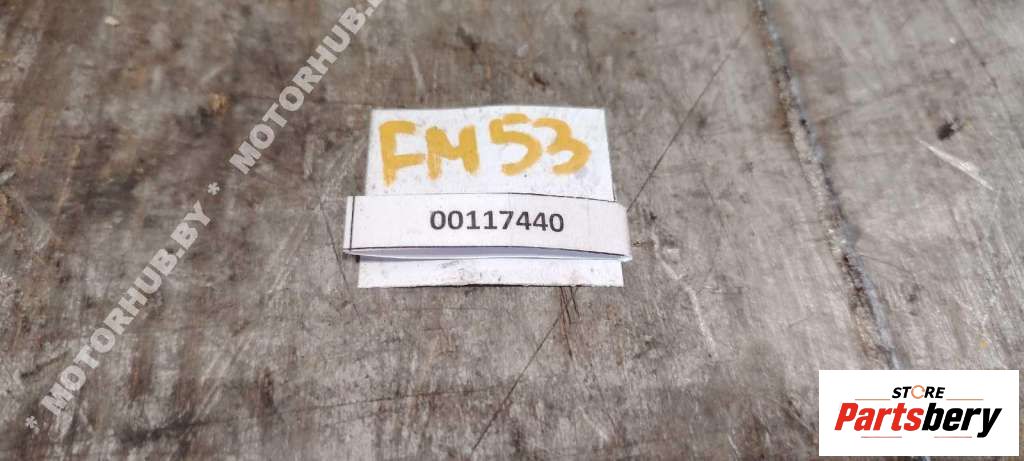 * MOTORHUB.BY * MOTORHUB.BY
FM53
00117440
STORE
Partsbery